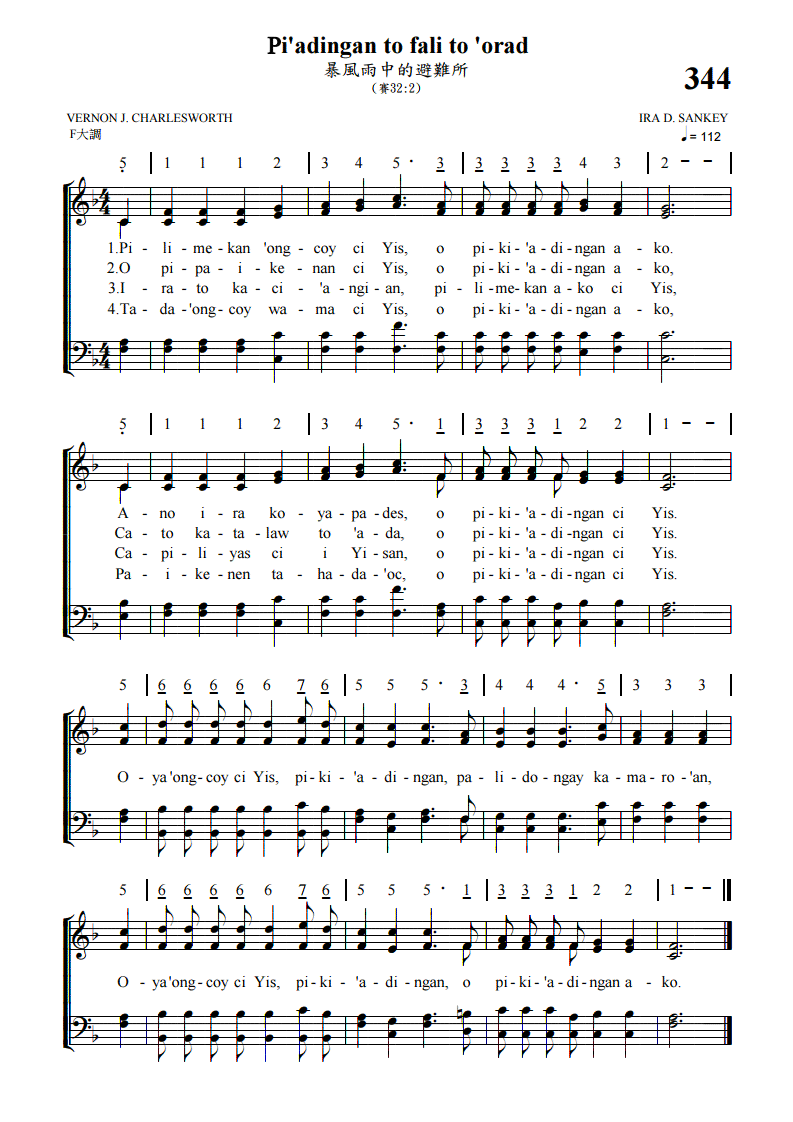 Pi'adingan to fali to 'orad
暴風雨中的避難所
（賽32:2）
344
VERNON J. CHARLESWORTH
IRA D. SANKEY
F大調
= 112
5 | 1 1 1 2 | 3 4 5 · 3 | 3 3 3 4 3 | 2 – – |
1.Pi - li - me - kan 'ong - coy ci Yis, o pi - ki - 'a - di - ngan a - ko.
2.O pi - pa - i - ke - nan ci Yis, o pi - ki - 'a - di - ngan a - ko,
3.I - ra - to ka - ci - 'a - ngi - an, pi - li - me - kan a - ko ci Yis,
4.Ta - da - 'ong - coy wa - ma ci Yis, o pi - ki - 'a - di - ngan a - ko,
5 | 1 1 1 2 | 3 4 5 · 1 | 3 3 3 1 2 2 | 1 – – |
A - no i - ra ko - ya - pa - des, o pi - ki - 'a - di - ngan ci Yis.
Ca - to ka - ta - law to 'a - da, o pi - ki - 'a - di - ngan ci Yis.
Ca - pi - li - yas ci i Yi - san, o pi - ki - 'a - di - ngan ci Yis.
Pa - i - ke - nen ta - ha - da - 'oc, o pi - ki - 'a - di - ngan ci Yis.
5 | 6 6 6 6 6 7 6 | 5 5 5 · 3 | 4 4 4 · 5 | 3 3 3 |
O - ya 'ong - coy ci Yis, pi - ki - 'a - di - ngan, pa - li - do - ngay ka - ma - ro - 'an,
5 | 6 6 6 6 6 7 6 | 5 5 5 · 1 | 3 3 3 1 2 2 | 1 – –
O - ya 'ong - coy ci Yis, pi - ki - 'a - di - ngan, o pi - ki - 'a - di - ngan a - ko.